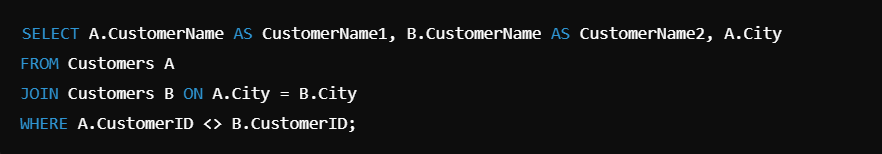 SELECT A.CustomerName AS CustomerName1, B.CustomerName AS CustomerName2, A.City
FROM Customers A
JOIN Customers B ON A.City = B.City
WHERE A.CustomerID <> B.CustomerID;